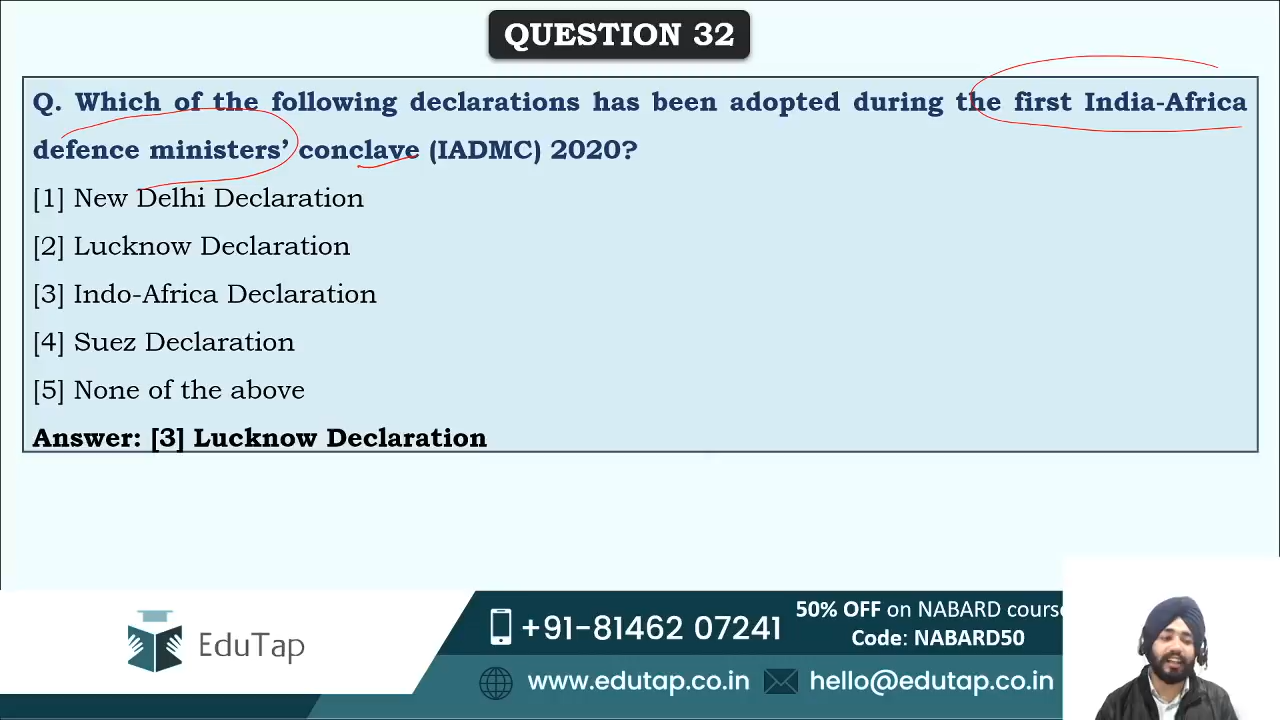 QUESTION 32
Q. Which of the following declarations has been adopted during the first India-Africa
defence ministers’ conclave (IADMC) 2020?
[1] New Delhi Declaration
[2] Lucknow Declaration
[3] Indo-Africa Declaration
[4] Suez Declaration
[5] None of the above
Answer: [3] Lucknow Declaration
EduTap
+91-81462 07241
50% OFF on NABARD course
Code: NABARD50
www.edutap.co.in
hello@edutap.co.in